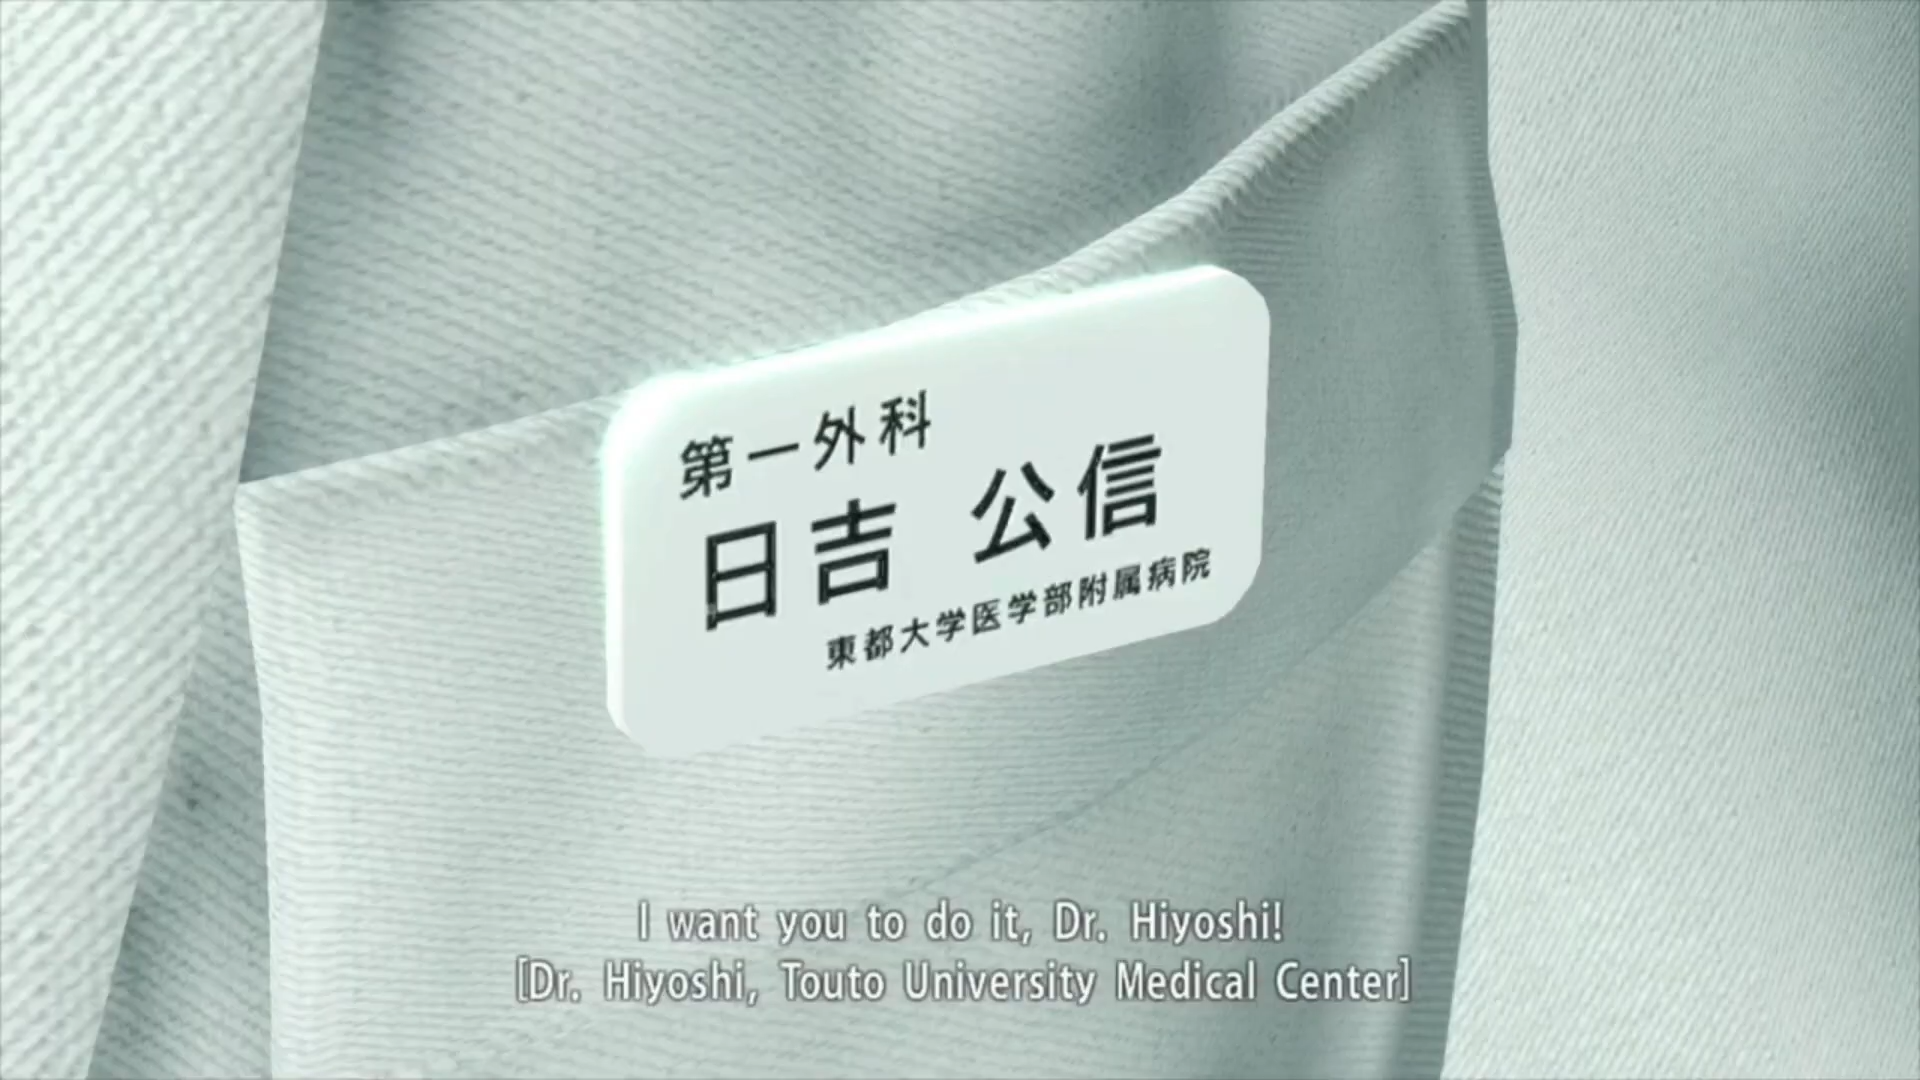 第一外科
日吉 公信
東都大学医学部附属病院
I want you to do it, Dr. Hiyoshi!
[Dr. Hiyoshi, Touto University Medical Center]